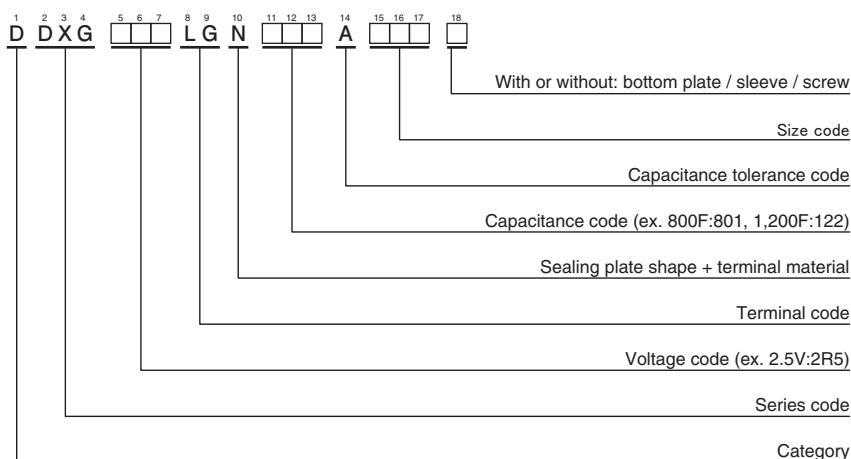 1 2 3 4 5 6 7 8 9 10 11 12 13 14 15 16 17 18
D DXG □□□ LG N □□□ A □□□ □
With or without: bottom plate / sleeve / screw
Size code
Capacitance tolerance code
Capacitance code (ex. 800F:801, 1,200F:122)
Sealing plate shape + terminal material
Terminal code
Voltage code (ex. 2.5V:2R5)
Series code
Category